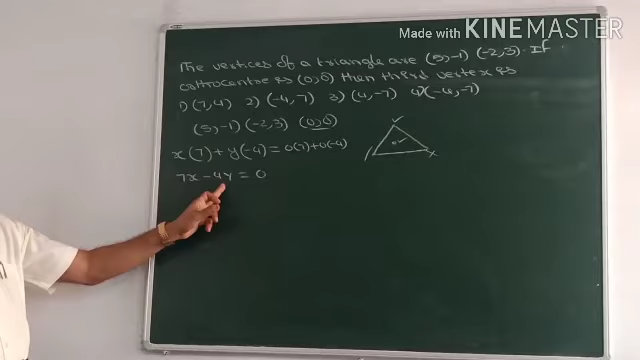 Made with KINEMASTER
The vertices of a triangle are (5,-1) (-2,3). If
orthocentre is (0,0) then third vertex is
1) (7,4) 2) (-4,7) 3) (4,-7) 4) (-4,-7)
(5,-1) (-2,3) (0,0)
x(7)+y(-4)=0(7)+0(-4)
7x-4y=0